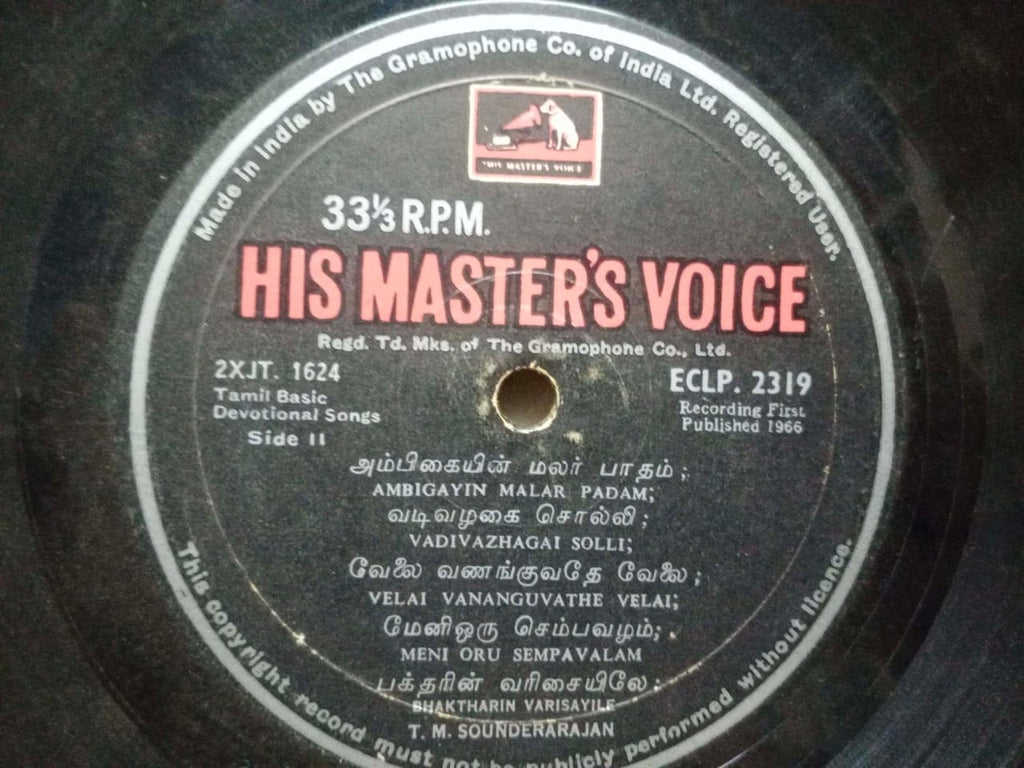 Made in India by The Gramophone Co. of India Ltd. Registered User.
"HIS MASTER'S VOICE"
33⅓ R.P.M.
HIS MASTER'S VOICE
Regd. Td. Mks. of The Gramophone Co., Ltd.
2XJT. 1624
Tamil Basic
Devotional Songs
Side II
ECLP. 2319
Recording First
Published 1966
அம்பிகையின் மலர் பாதம் ;
AMBIGAYIN MALAR PADAM;
வடிவழகை சொல்லி ;
VADIVAZHAGAI SOLLI;
வேலை வணங்குவதே வேலை ;
VELAI VANANGUVATHE VELAI;
மேனிஒரு செம்பவழம்;
MENI ORU SEMPAVALAM
பக்தரின் வரிசையிலே ;
BHAKTHARIN VARISAYILE
T. M. SOUNDERARAJAN
This copyright record must not be publicly performed without licence.